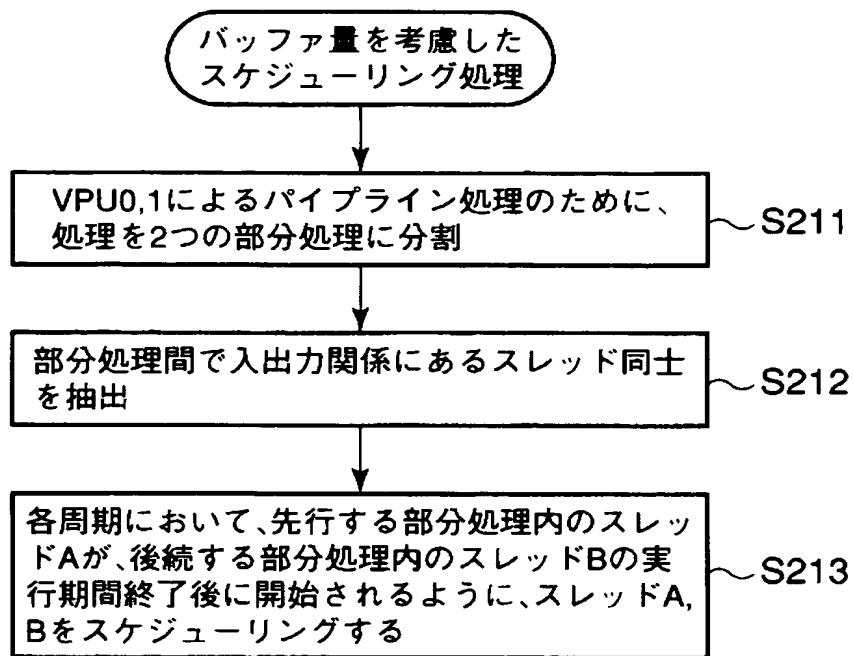 バッファ量を考慮した
スケジューリング処理
VPU0,1によるパイプライン処理のために、
処理を2つの部分処理に分割
S211
部分処理間で入出力関係にあるスレッド同士
を抽出
S212
各周期において、先行する部分処理内のスレッ
ドAが、後続する部分処理内のスレッドBの実
行期間終了後に開始されるように、スレッドA,
Bをスケジューリングする
S213